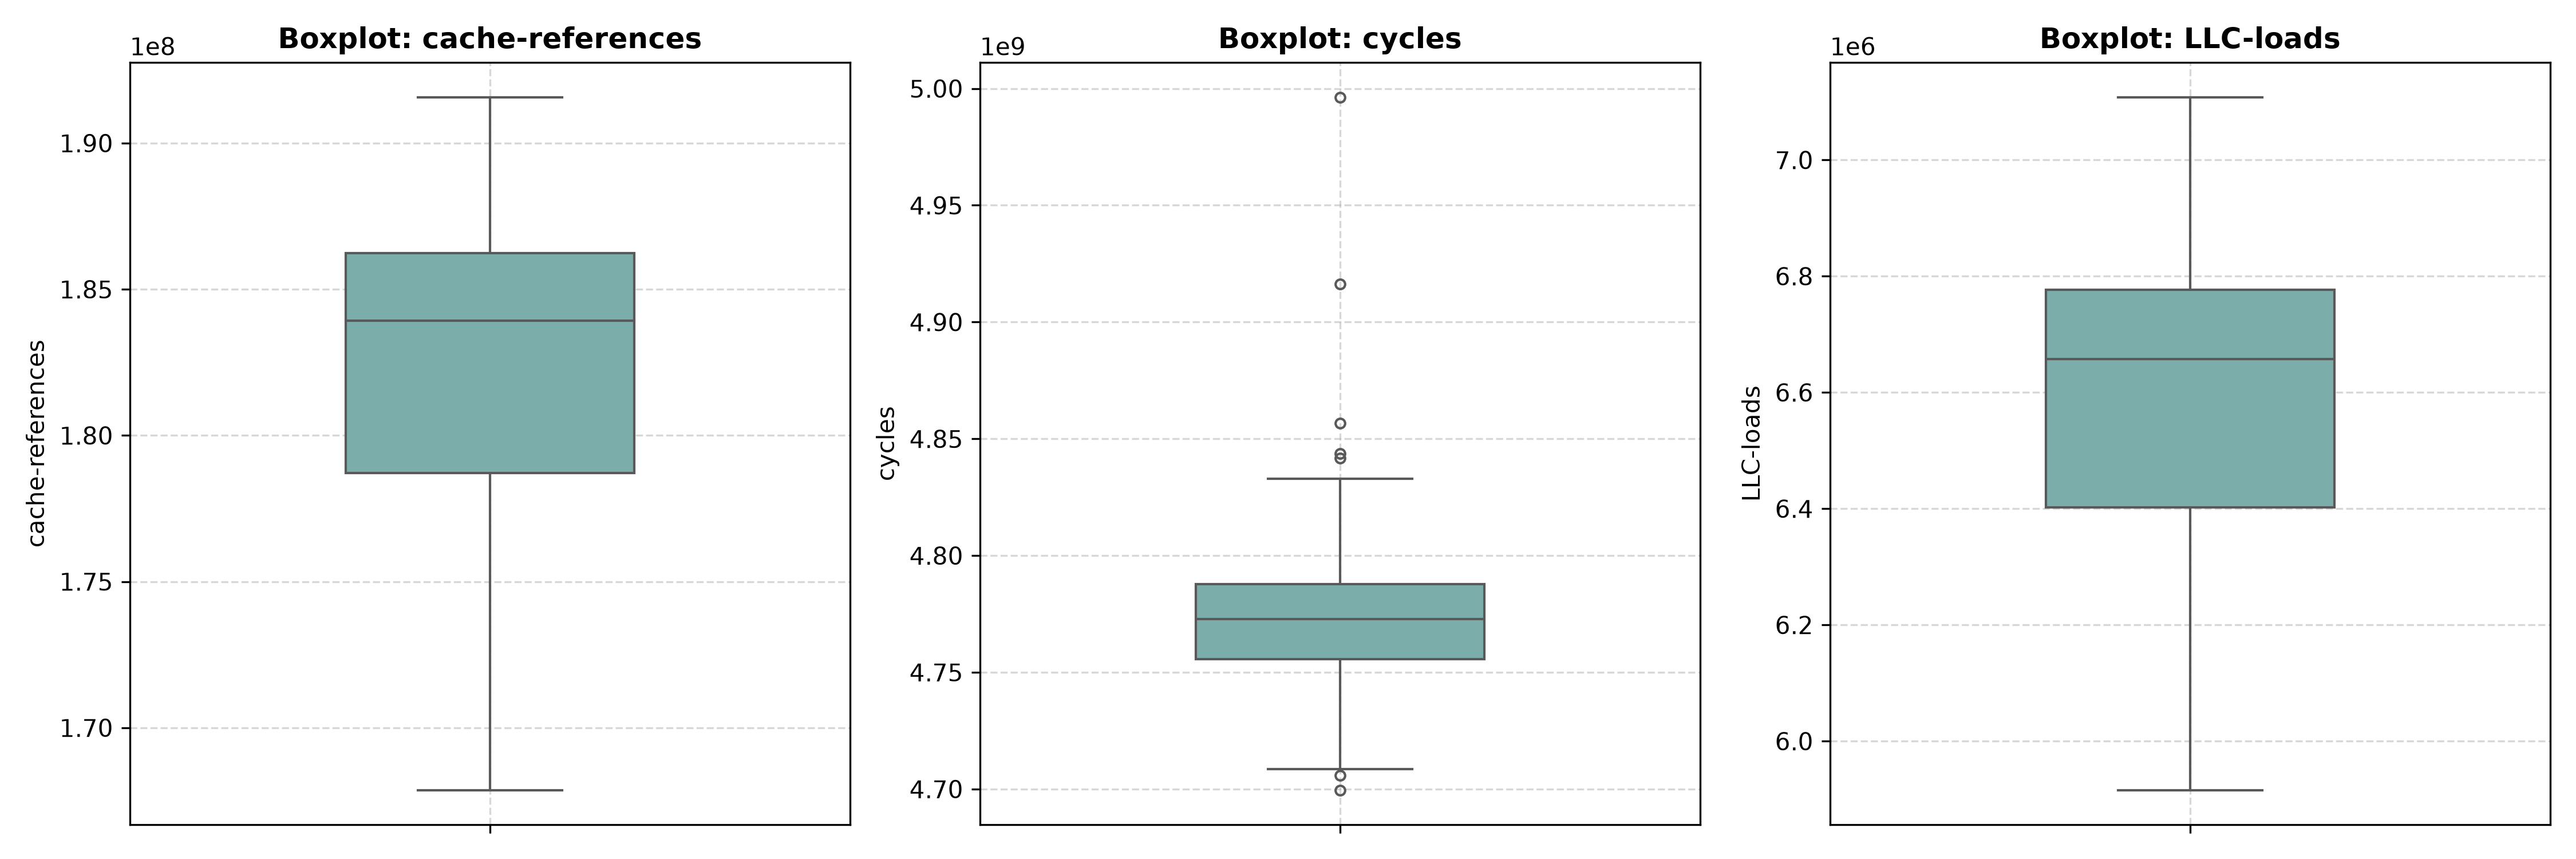 Boxplot: cache-references
1e8
cache-references
1.90
1.85
1.80
1.75
1.70
Boxplot: cycles
1e9
cycles
5.00
4.95
4.90
4.85
4.80
4.75
4.70
Boxplot: LLC-loads
1e6
LLC-loads
7.0
6.8
6.6
6.4
6.2
6.0